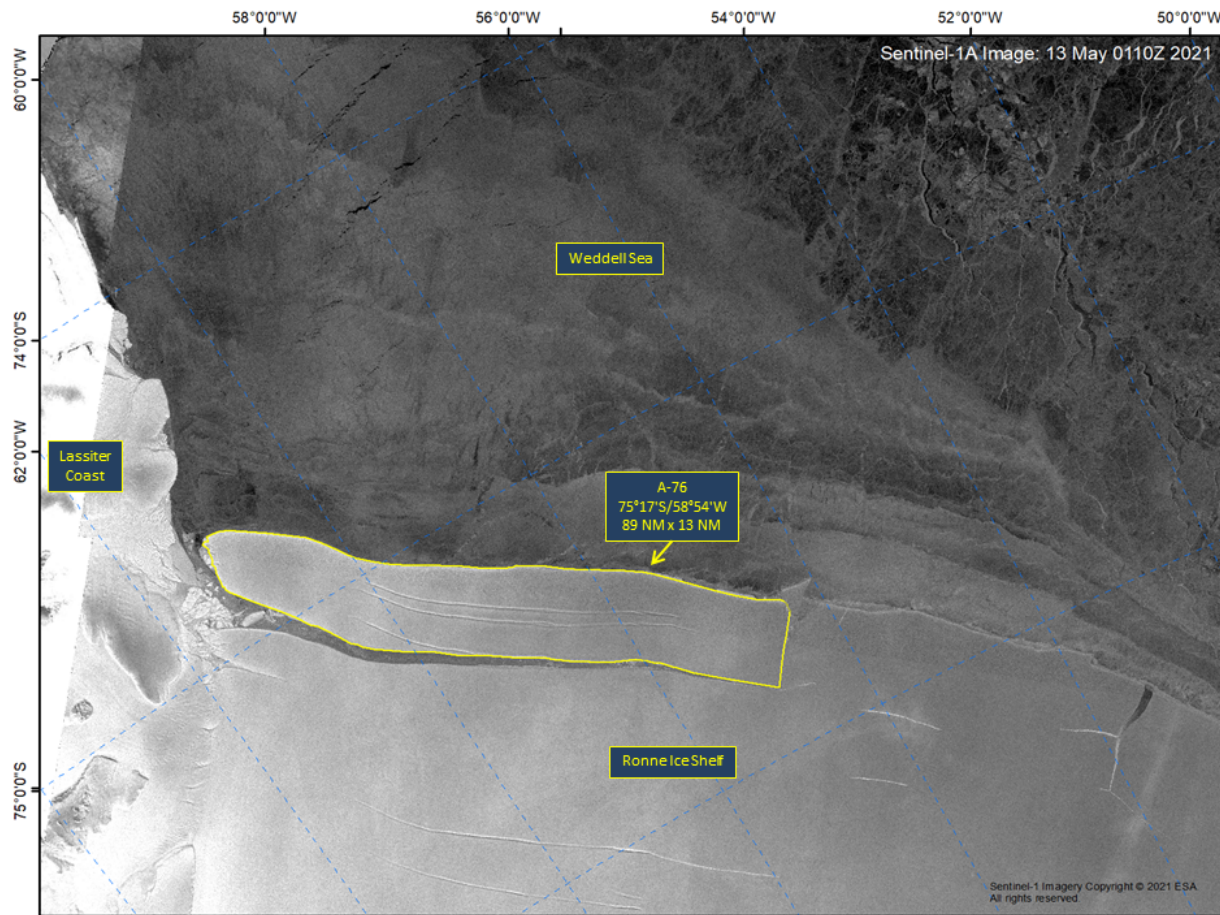 58°0'0"W
56°0'0"W
54°0'0"W
52°0'0"W
50°0'0"W
Sentinel-1A Image: 13 May 0110Z 2021
60°0'0"W
Weddell Sea
74°0'0"S
62°0'0"W
Lassiter
Coast
A-76
75°17'S/58°54'W
89 NM x 13 NM
75°0'0"S
Ronne Ice Shelf
Sentinel-1 Imagery Copyright © 2021 ESA
All rights reserved